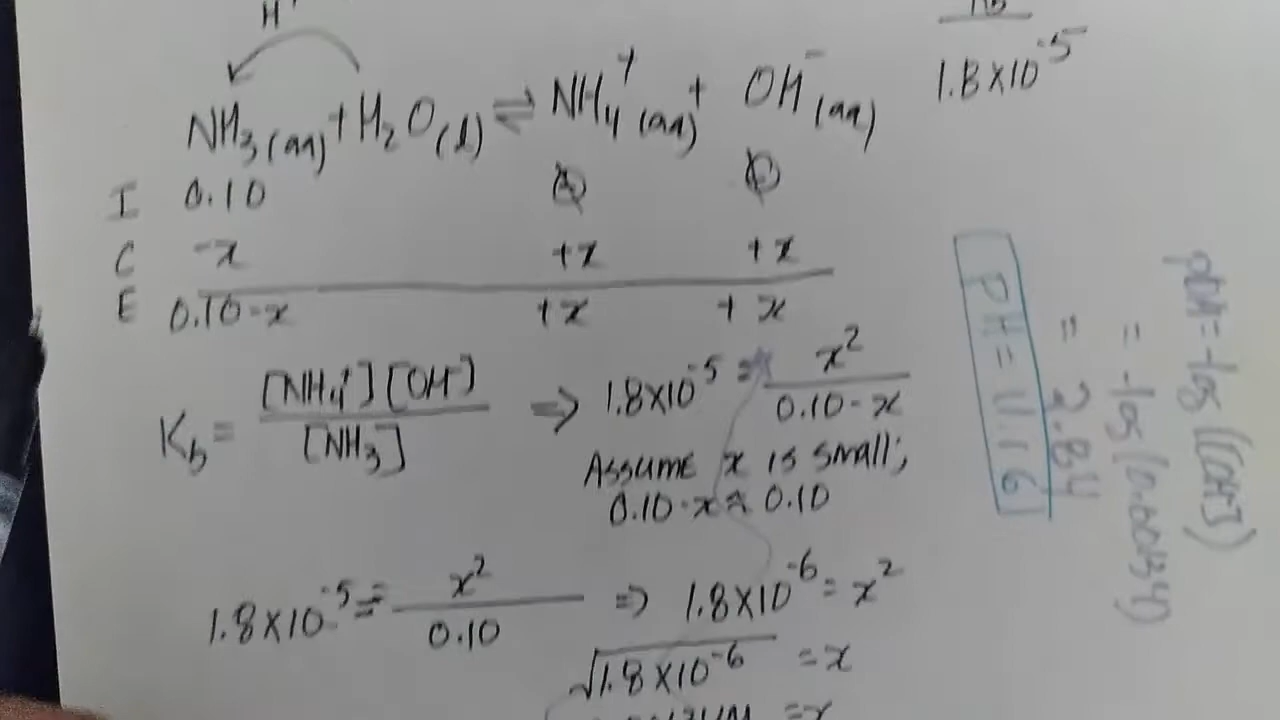 H⁺
Kb
1.8×10⁻⁵
NH₃(aq) + H₂O(l) ⇌ NH₄⁺(aq) + OH⁻(aq)
I 0.10 0 0
C -x +x +x
E 0.10-x +x +x
Kb = [NH₄⁺][OH⁻] / [NH₃] ⇒ 1.8×10⁻⁵ = x² / 0.10-x
Assume x is small;
0.10-x ≈ 0.10
1.8×10⁻⁵ = x² / 0.10 ⇒ 1.8×10⁻⁶ = x²
√1.8×10⁻⁶ = x
=x
pOH = -log([OH⁻])
= -log(
= 2.84
pH = 11.16